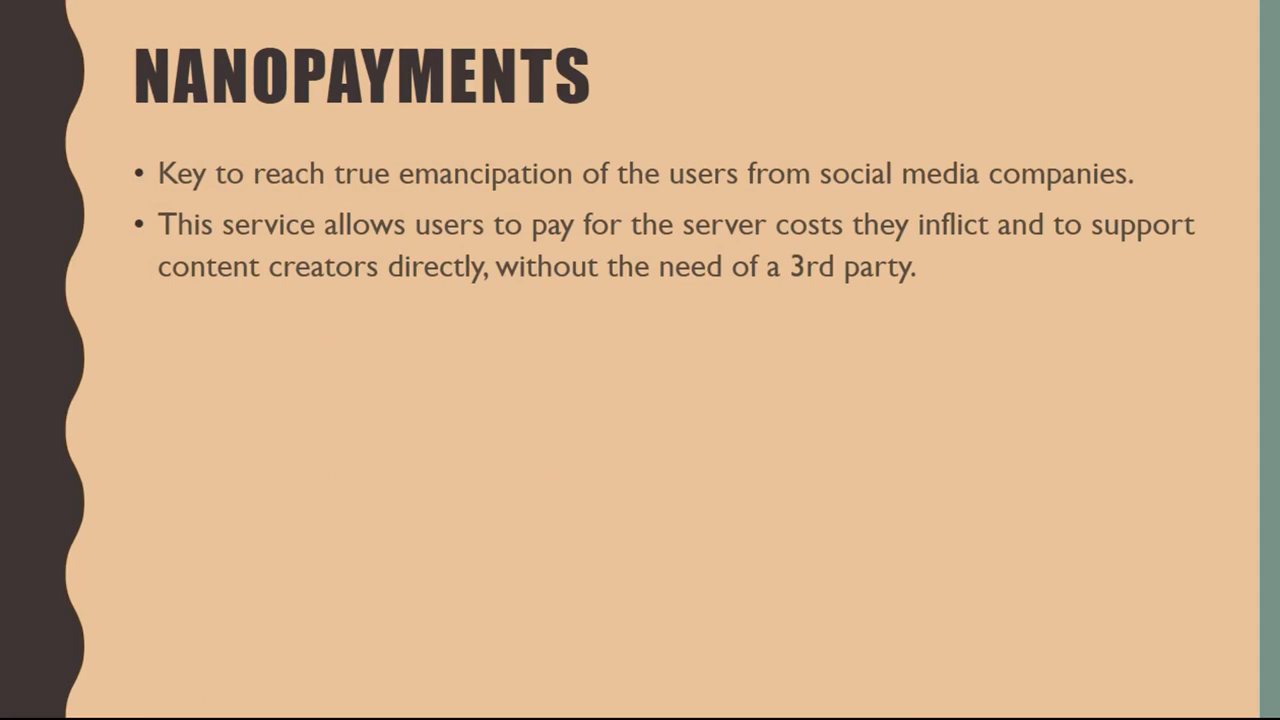 NANOPAYMENTS
• Key to reach true emancipation of the users from social media companies.
• This service allows users to pay for the server costs they inflict and to support
content creators directly, without the need of a 3rd party.